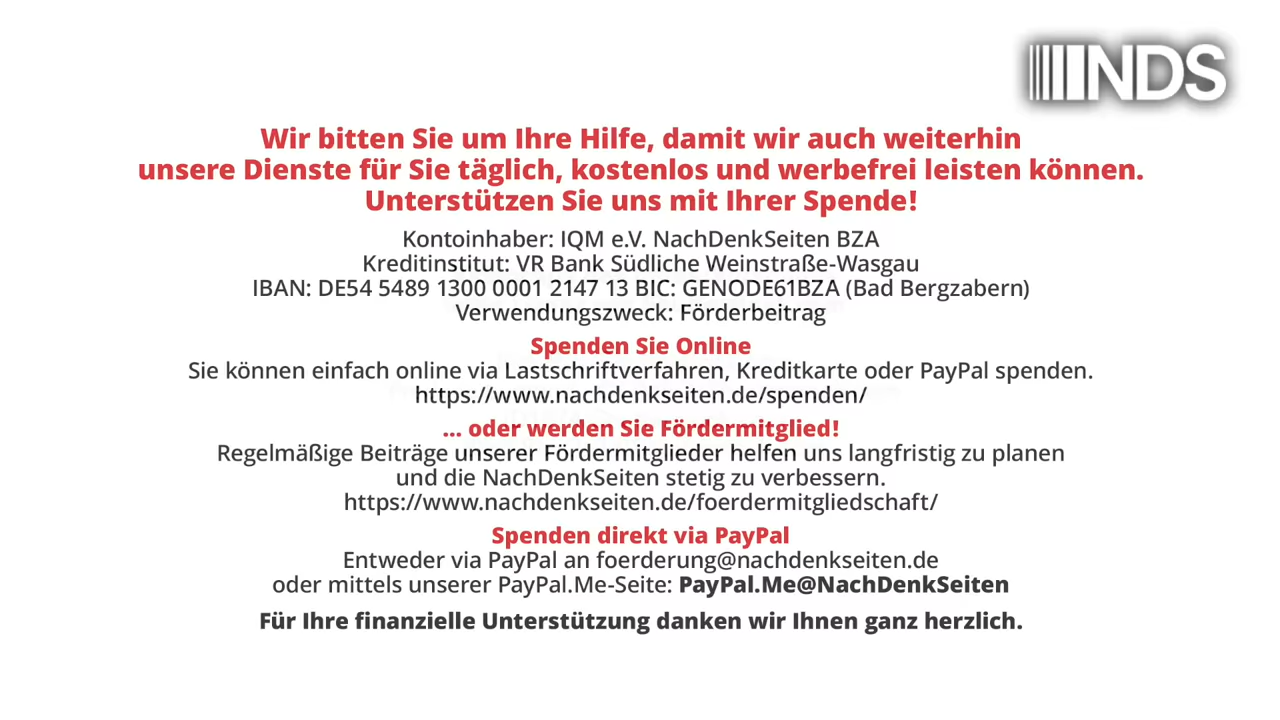 NDS
Wir bitten Sie um Ihre Hilfe, damit wir auch weiterhin
unsere Dienste für Sie täglich, kostenlos und werbefrei leisten können.
Unterstützen Sie uns mit Ihrer Spende!
Kontoinhaber: IQM e.V. NachDenkSeiten BZA
Kreditinstitut: VR Bank Südliche Weinstraße-Wasgau
IBAN: DE54 5489 1300 0001 2147 13 BIC: GENODE61BZA (Bad Bergzabern)
Verwendungszweck: Förderbeitrag
Spenden Sie Online
Sie können einfach online via Lastschriftverfahren, Kreditkarte oder PayPal spenden.
https://www.nachdenkseiten.de/spenden/
... oder werden Sie Fördermitglied!
Regelmäßige Beiträge unserer Fördermitglieder helfen uns langfristig zu planen
und die NachDenkSeiten stetig zu verbessern.
https://www.nachdenkseiten.de/foerdermitgliedschaft/
Spenden direkt via PayPal
Entweder via PayPal an foerderung@nachdenkseiten.de
oder mittels unserer PayPal.Me-Seite: PayPal.Me@NachDenkSeiten
Für Ihre finanzielle Unterstützung danken wir Ihnen ganz herzlich.